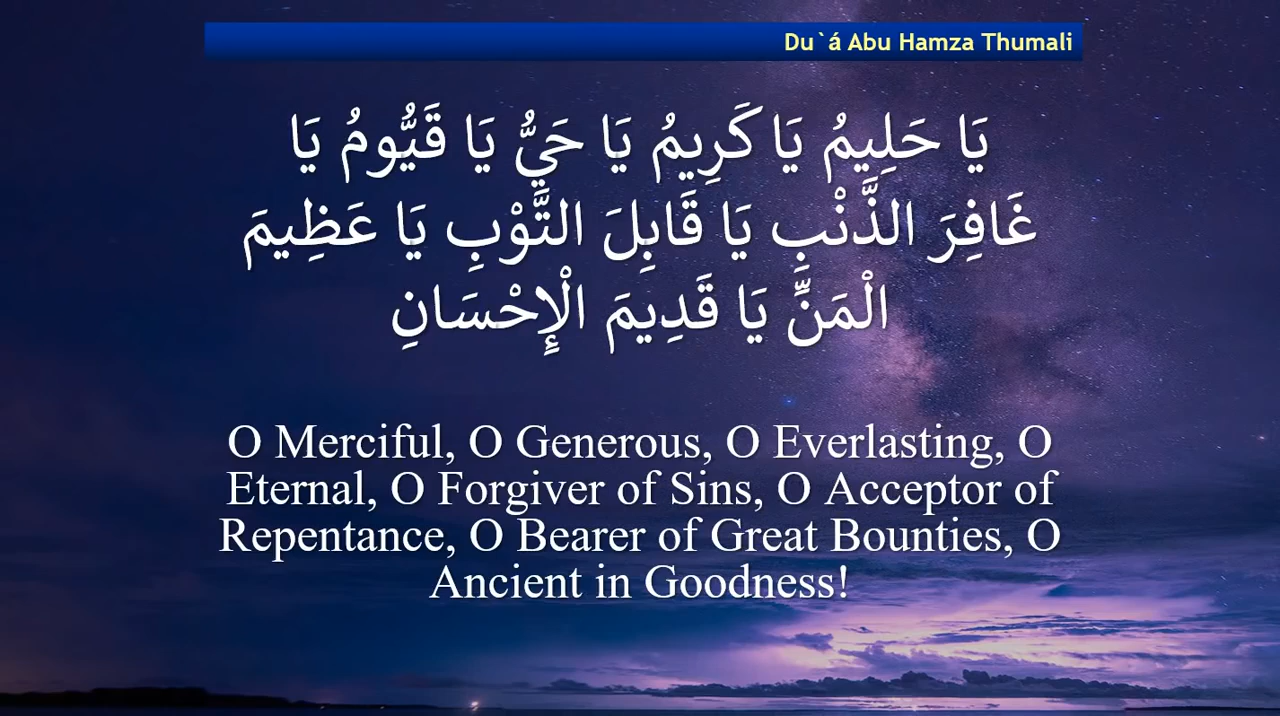 Du`á Abu Hamza Thumali
يَا حَلِيمُ يَا كَرِيمُ يَا حَيُّ يَا قَيُّومُ يَا
غَافِرَ الذَّنْبِ يَا قَابِلَ التَّوْبِ يَا عَظِيمَ
الْمَنِّ يَا قَدِيمَ الْإِحْسَانِ
O Merciful, O Generous, O Everlasting, O
Eternal, O Forgiver of Sins, O Acceptor of
Repentance, O Bearer of Great Bounties, O
Ancient in Goodness!